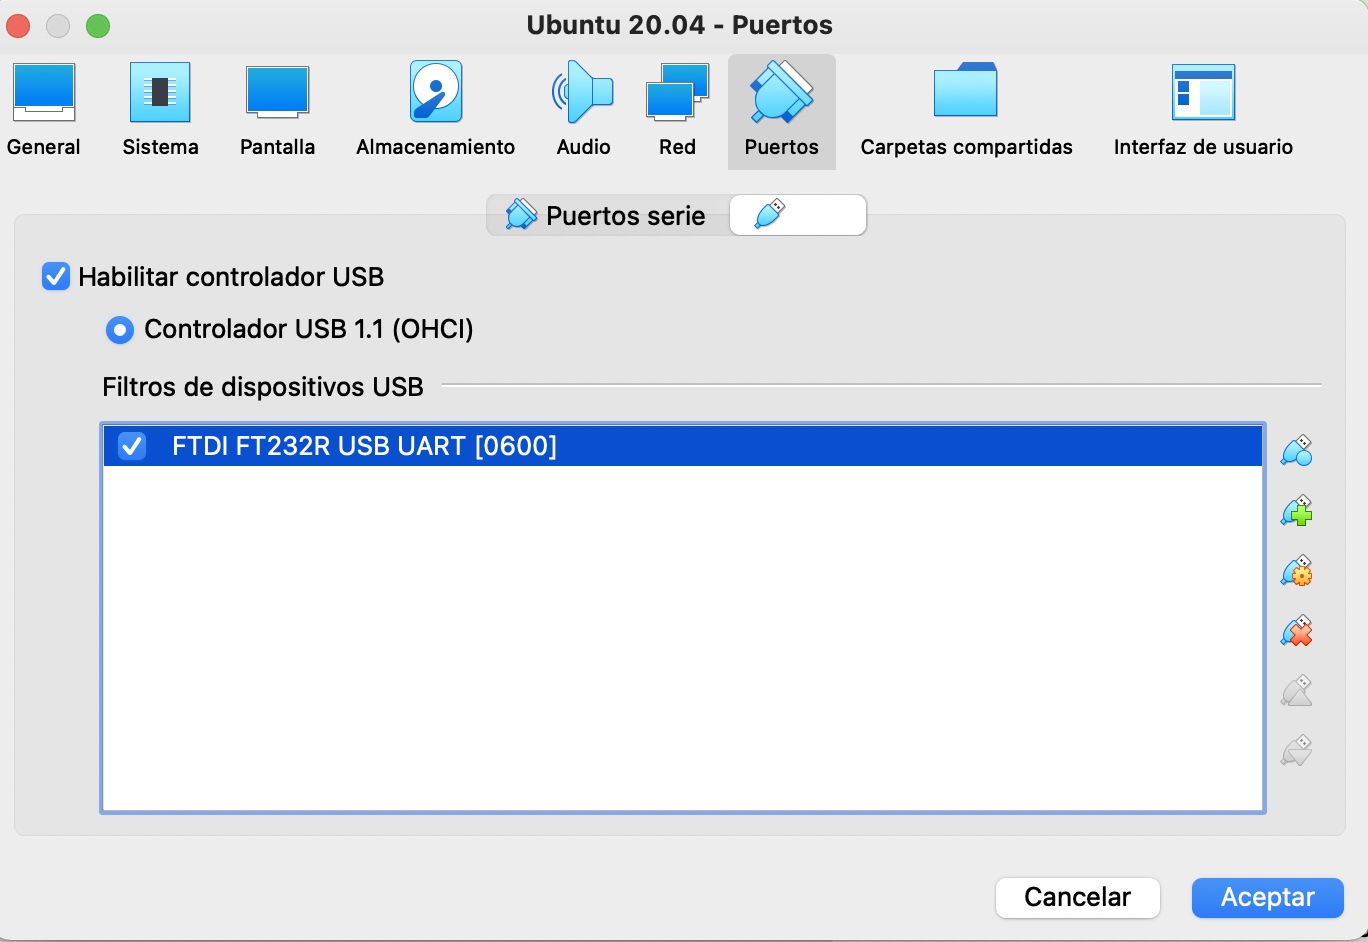 Ubuntu 20.04 - Puertos
General
Sistema
Pantalla
Almacenamiento
Audio
Red
Puertos
Carpetas compartidas
Interfaz de usuario
Puertos serie
Habilitar controlador USB
Controlador USB 1.1 (OHCI)
Filtros de dispositivos USB
FTDI FT232R USB UART [0600]
Cancelar
Aceptar